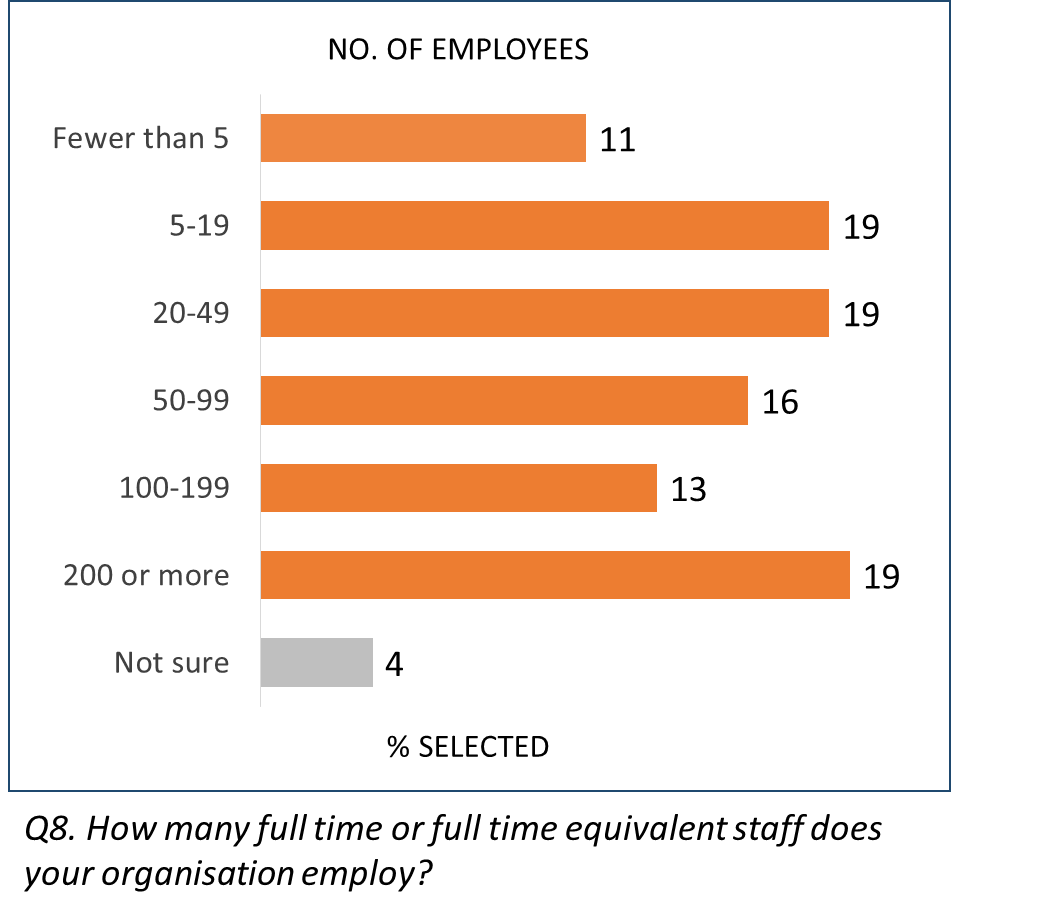 NO. OF EMPLOYEES
Fewer than 5 11
5-19 19
20-49 19
50-99 16
100-199 13
200 or more 19
Not sure 4
% SELECTED
Q8. How many full time or full time equivalent staff does
your organisation employ?